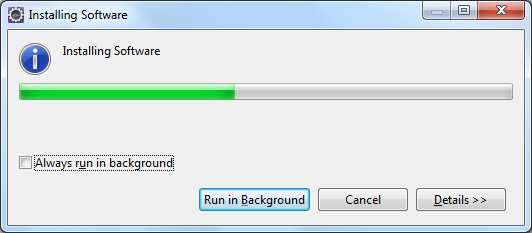 Installing Software
Installing Software
Always run in background
Run in Background
Cancel
Details >>